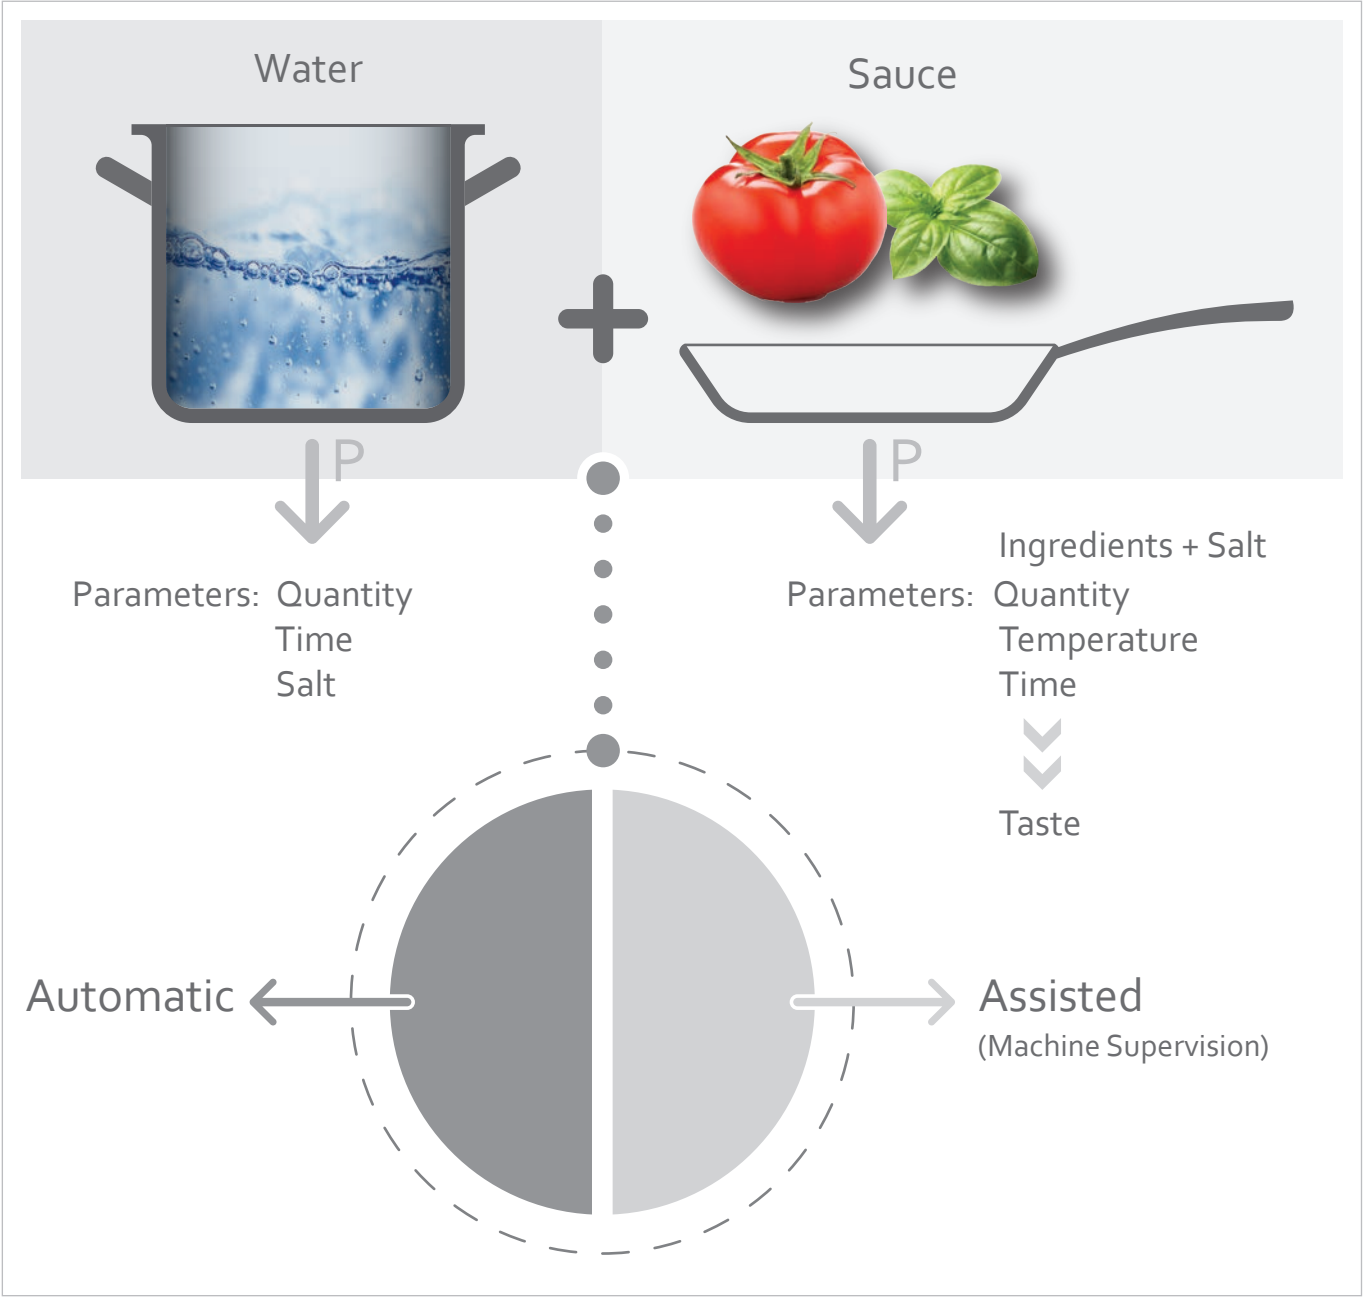 Water
Sauce
P
P
Parameters: Quantity
Time
Salt
Ingredients + Salt
Parameters: Quantity
Temperature
Time
Taste
Automatic
Assisted
(Machine Supervision)